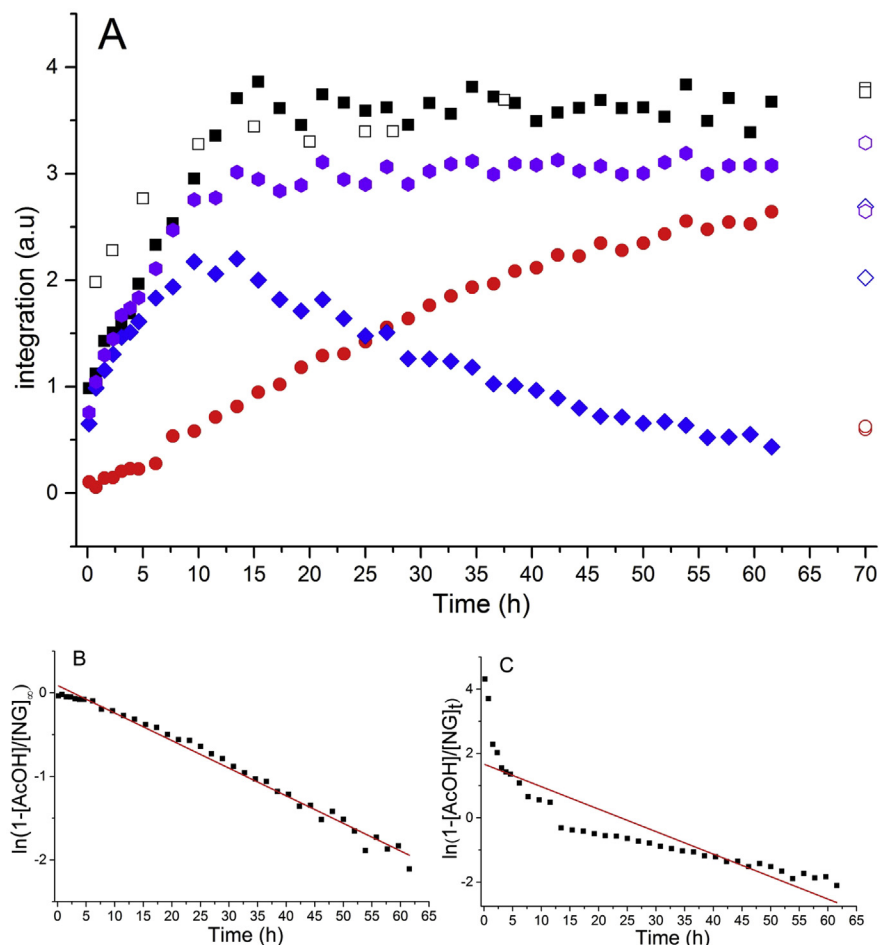 A
integration (a.u)
4
3
2
1
0
0 5 10 15 20 25 30 35 40 45 50 55 60 65 70
Time (h)
B
ln(1-[AcOH]/[NG]∞)
0
-1
-2
0 5 10 15 20 25 30 35 40 45 50 55 60 65
Time (h)
C
ln(1-[AcOH]/[NG]t)
4
2
0
-2
0 5 10 15 20 25 30 35 40 45 50 55 60 65
Time (h)